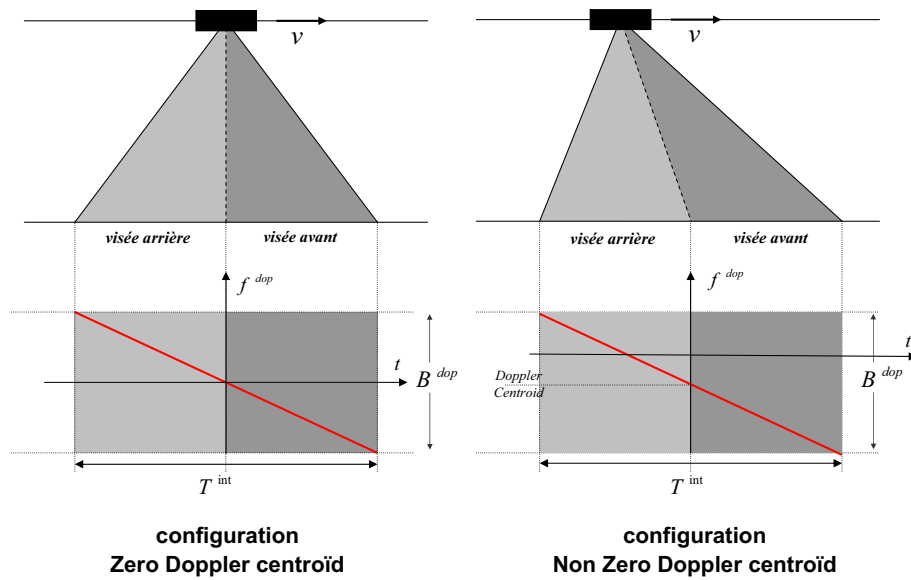 v
visée arrière visée avant
f dop
t
B dop
T int
configuration
Zero Doppler centroïd
v
visée arrière visée avant
f dop
t
Doppler
Centroid
B dop
T int
configuration
Non Zero Doppler centroïd